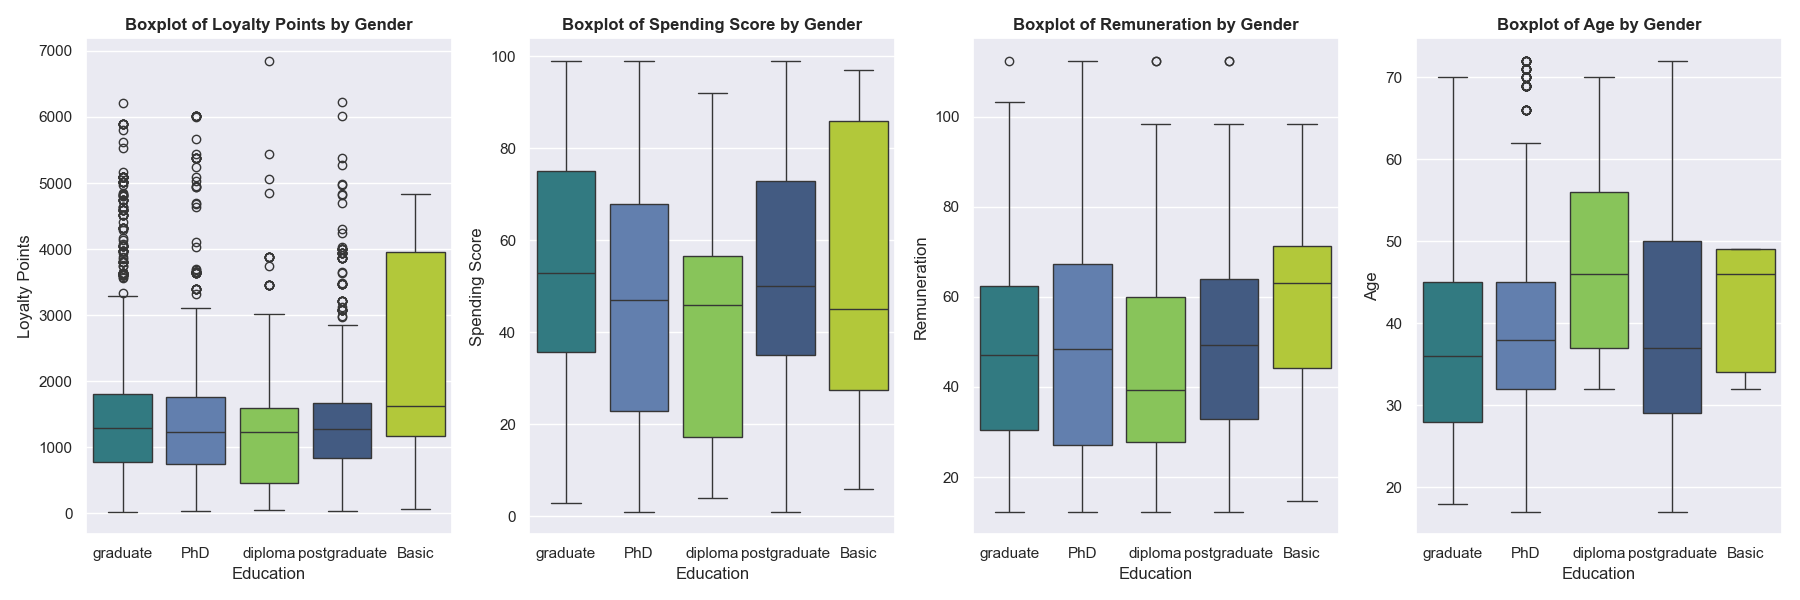 Boxplot of Loyalty Points by Gender
Loyalty Points
7000
6000
5000
4000
3000
2000
1000
0
graduate PhD diploma postgraduate Basic
Education
Boxplot of Spending Score by Gender
Spending Score
100
80
60
40
20
0
graduate PhD diploma postgraduate Basic
Education
Boxplot of Remuneration by Gender
Remuneration
100
80
60
40
20
graduate PhD diploma postgraduate Basic
Education
Boxplot of Age by Gender
Age
70
60
50
40
30
20
graduate PhD diploma postgraduate Basic
Education